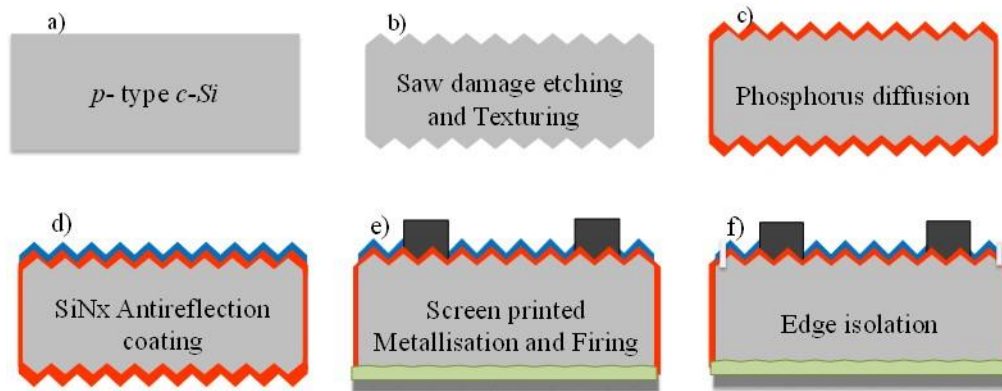 a)
p- type c-Si
b)
Saw damage etching
and Texturing
c)
Phosphorus diffusion
d)
SiNx Antireflection
coating
e)
Screen printed
Metallisation and Firing
f)
Edge isolation